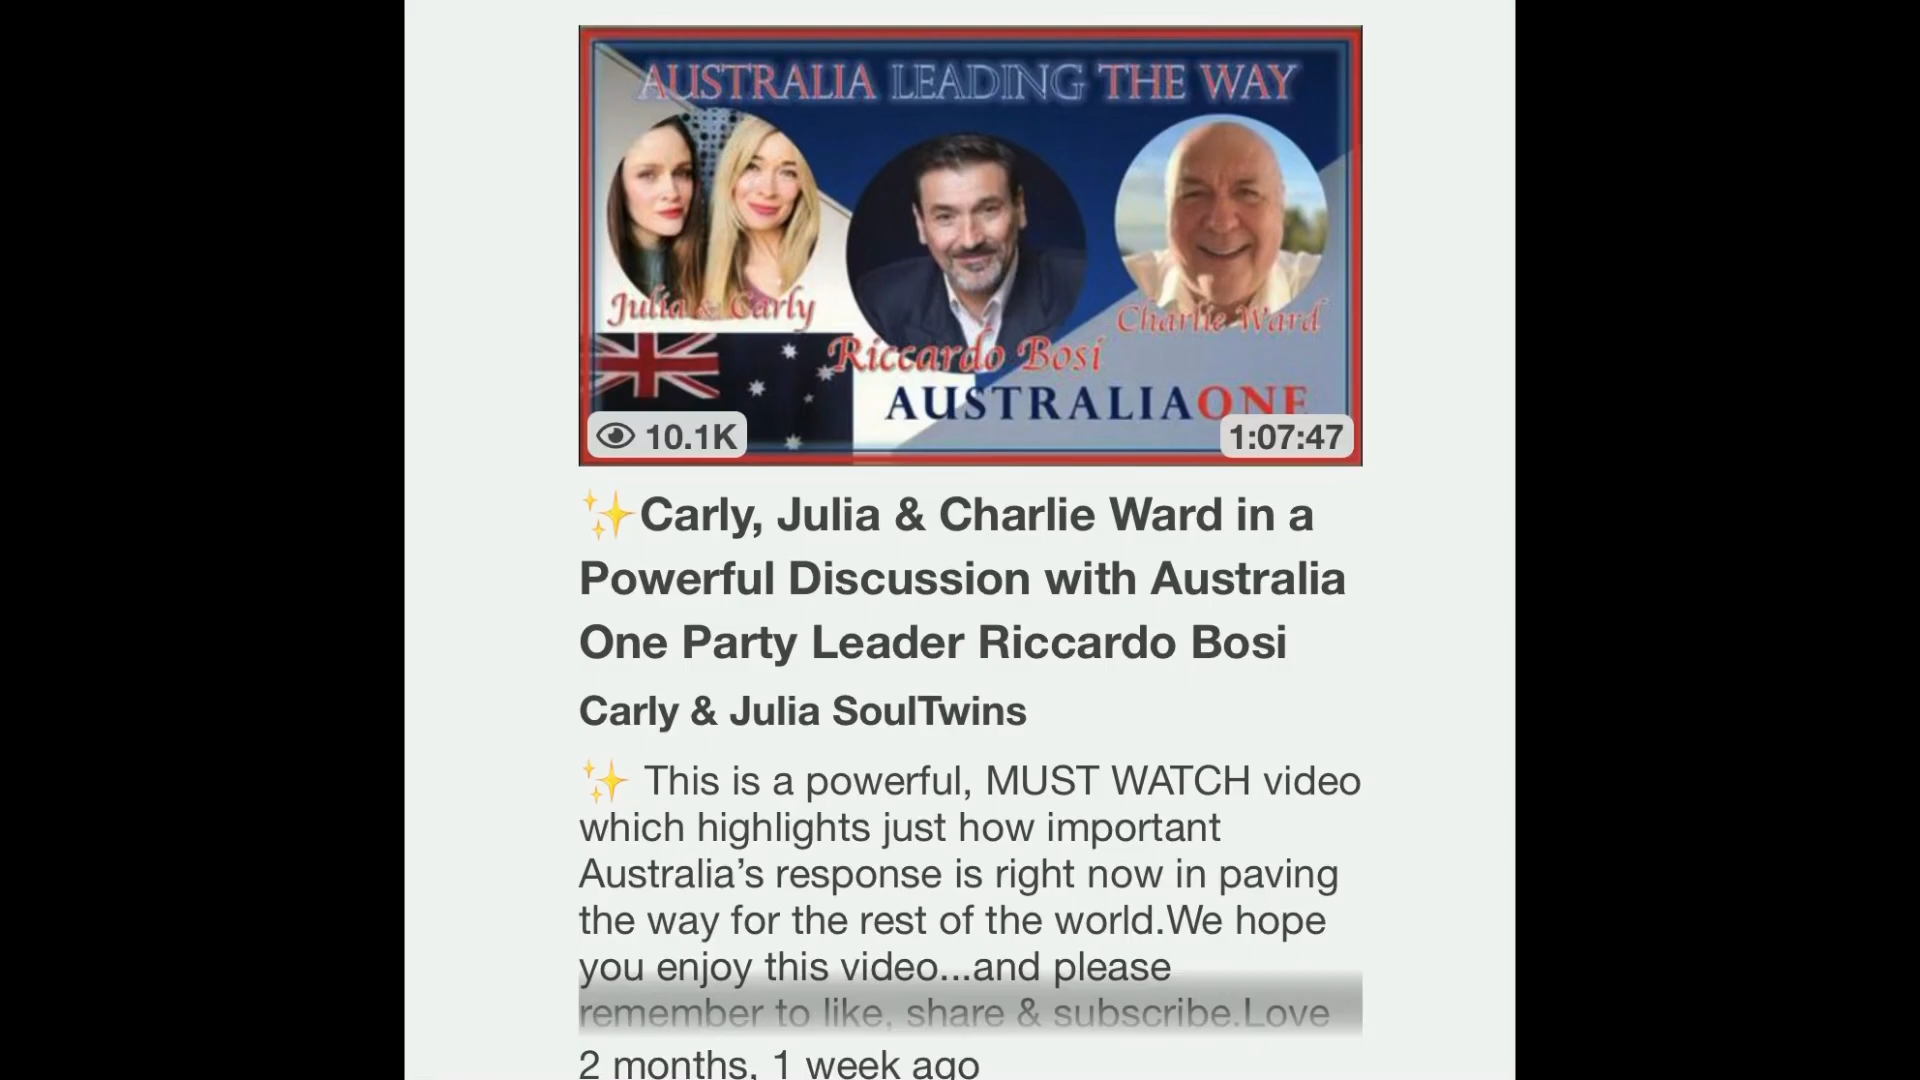 AUSTRALIA LEADING THE WAY
Julia & Carly
Charlie Ward
Riccardo Bosi
AUSTRALIAONE
10.1K
1:07:47
✨Carly, Julia & Charlie Ward in a
Powerful Discussion with Australia
One Party Leader Riccardo Bosi
Carly & Julia SoulTwins
✨ This is a powerful, MUST WATCH video
which highlights just how important
Australia’s response is right now in paving
the way for the rest of the world.We hope
you enjoy this video...and please
remember to like, share & subscribe.Love
2 months, 1 week ago